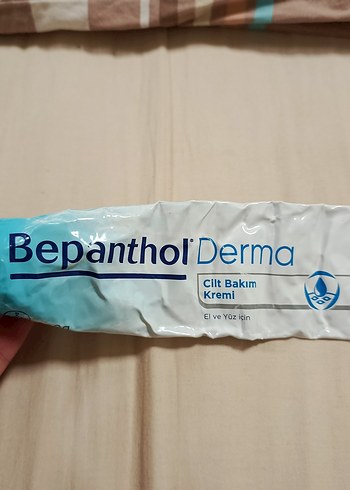 Bepanthol® Derma
Cilt Bakım
Kremi
El ve Yüz için